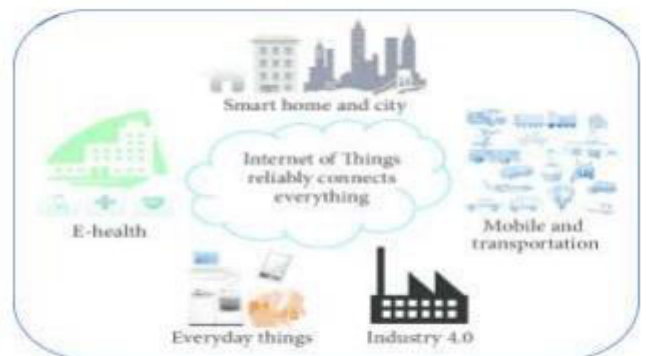 Smart home and city
Internet of Things
reliably connects
everything
E-health
Mobile and
transportation
Everyday things
Industry 4.0